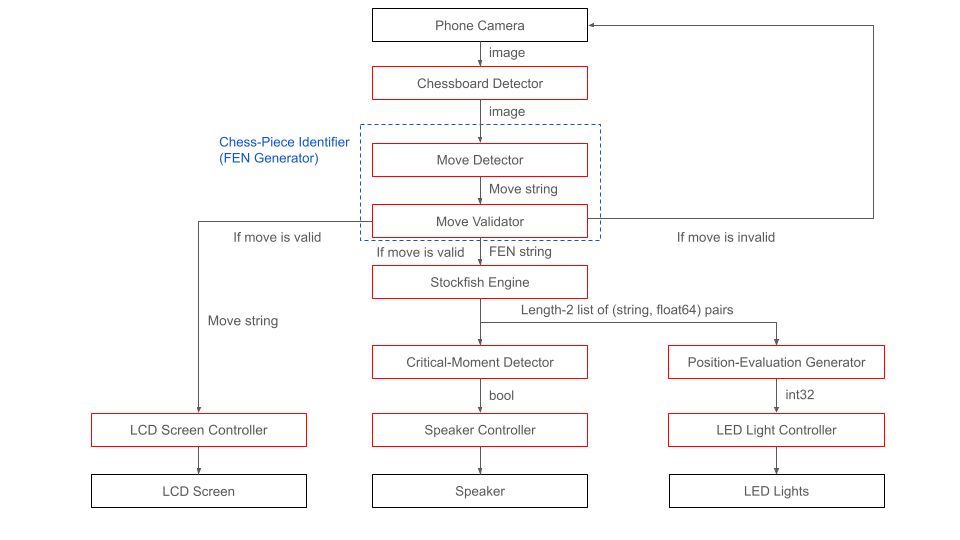 Phone Camera
image
Chessboard Detector
image
Chess-Piece Identifier
(FEN Generator)
Move Detector
Move string
Move Validator
If move is valid
If move is invalid
If move is valid
FEN string
Stockfish Engine
Length-2 list of (string, float64) pairs
Move string
Critical-Moment Detector
Position-Evaluation Generator
bool
int32
LCD Screen Controller
Speaker Controller
LED Light Controller
LCD Screen
Speaker
LED Lights